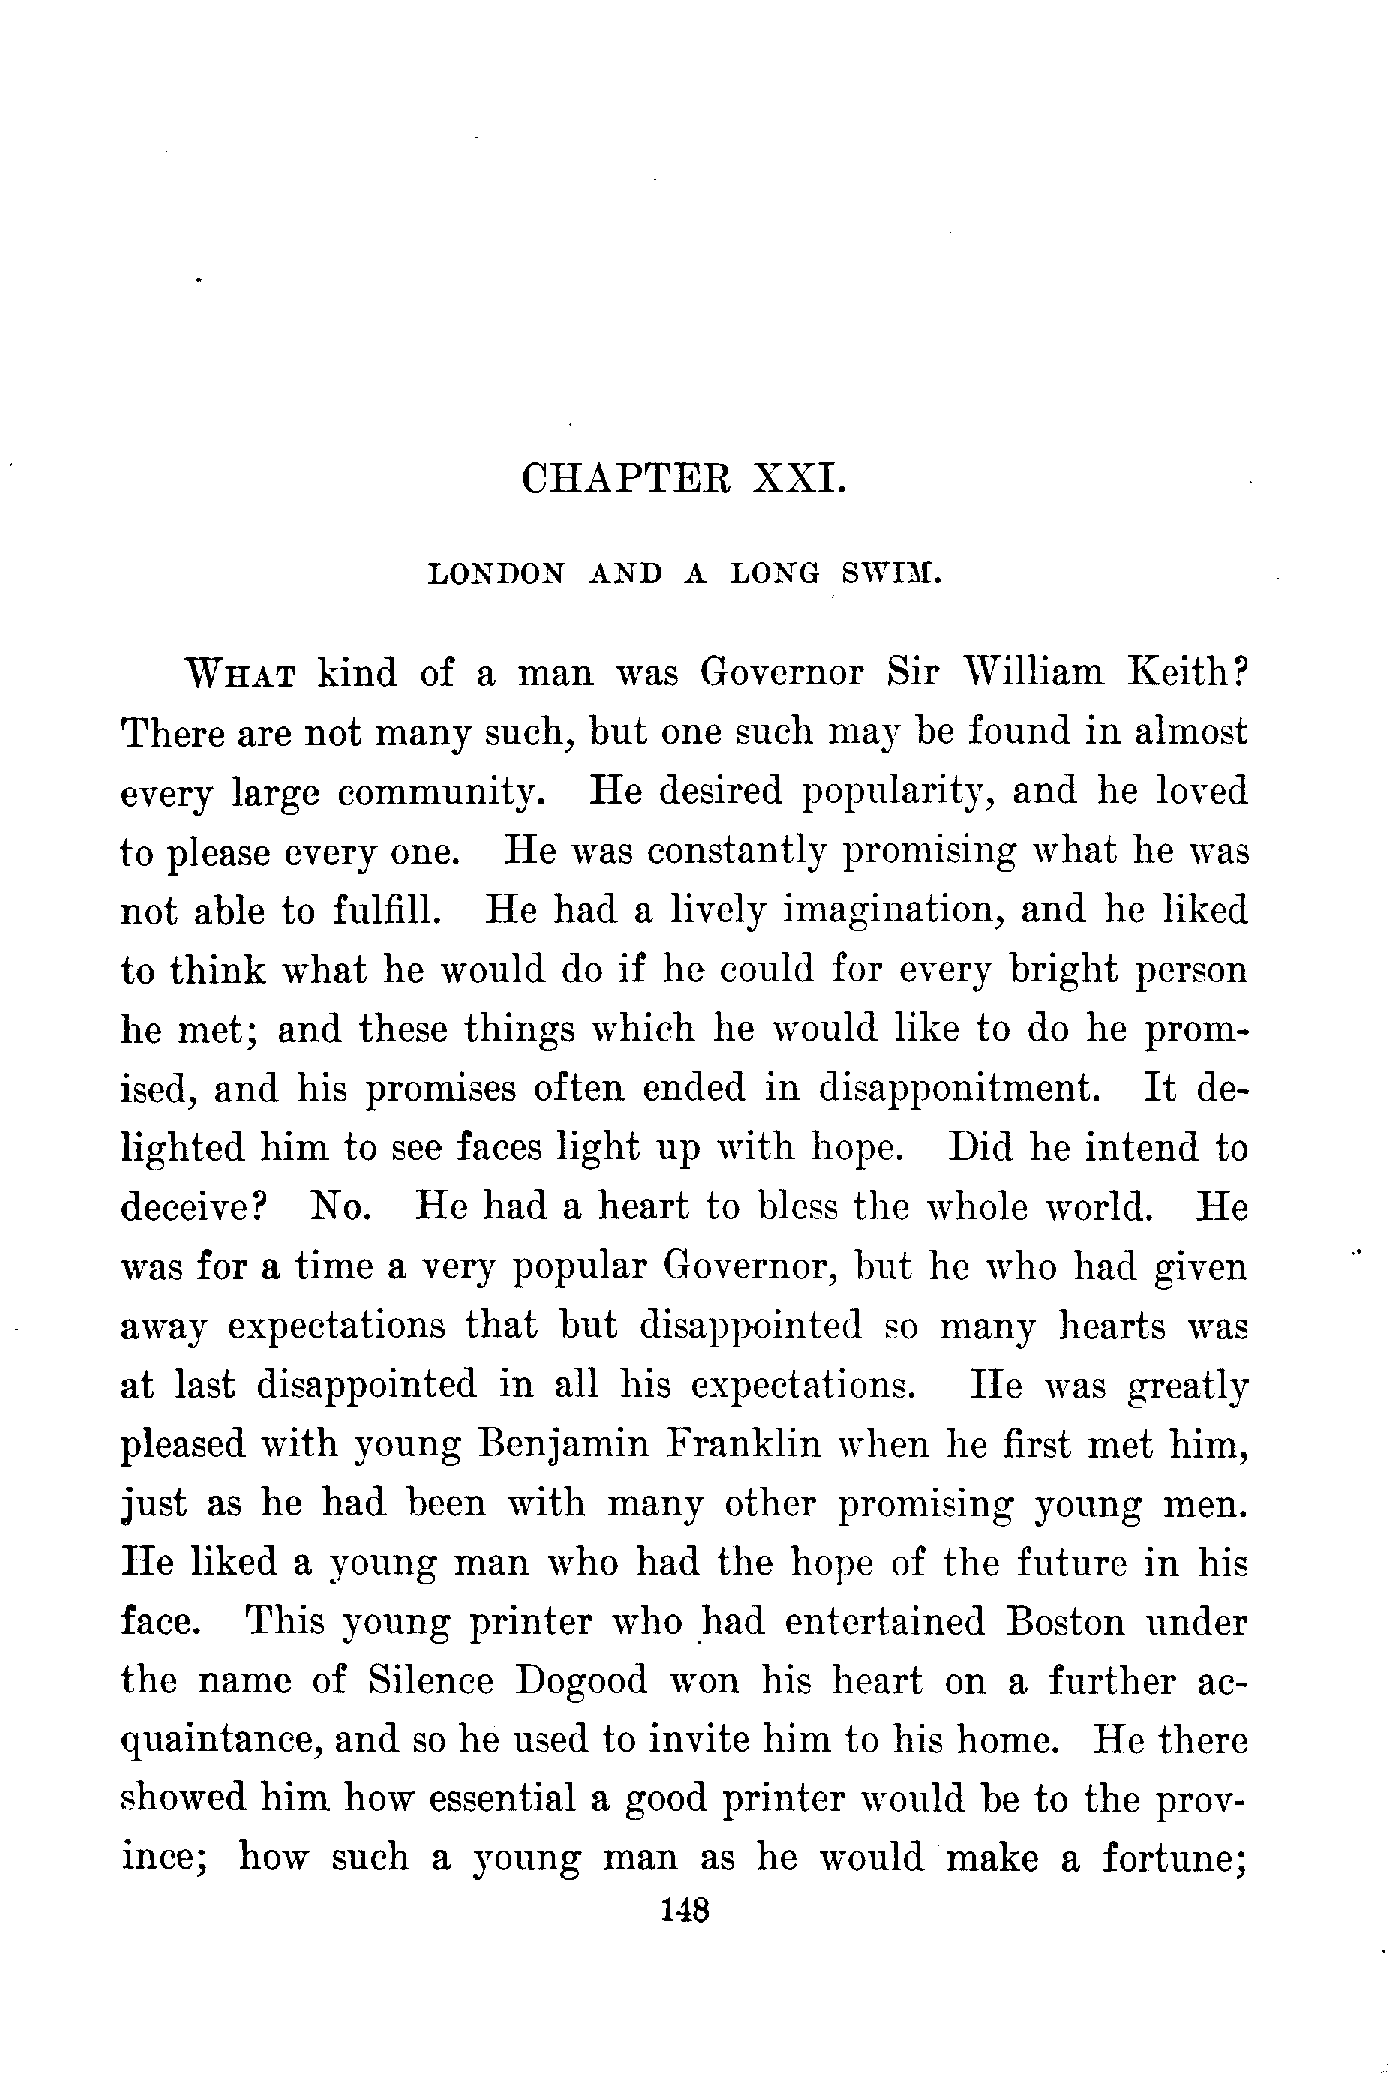 CHAPTER XXI.
LONDON AND A LONG SWIM.
WHAT kind of a man was Governor Sir William Keith?
There are not many such, but one such may be found in almost
every large community. He desired popularity, and he loved
to please every one. He was constantly promising what he was
not able to fulfill. He had a lively imagination, and he liked
to think what he would do if he could for every bright person
he met; and these things which he would like to do he prom-
ised, and his promises often ended in disapponitment. It de-
lighted him to see faces light up with hope. Did he intend to
deceive? No. He had a heart to bless the whole world. He
was for a time a very popular Governor, but he who had given
away expectations that but disappointed so many hearts was
at last disappointed in all his expectations. He was greatly
pleased with young Benjamin Franklin when he first met him,
just as he had been with many other promising young men.
He liked a young man who had the hope of the future in his
face. This young printer who had entertained Boston under
the name of Silence Dogood won his heart on a further ac-
quaintance, and so he used to invite him to his home. He there
showed him how essential a good printer would be to the prov-
ince; how such a young man as he would make a fortune;
148